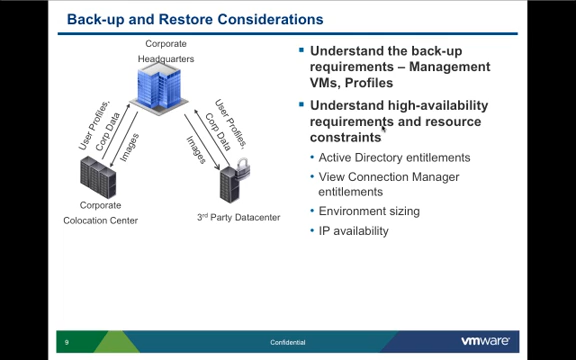 Back-up and Restore Considerations
Corporate
Headquarters
User Profiles,
Corp Data
Images
User Profiles,
Corp Data
Images
Corporate
Colocation Center
3rd Party Datacenter
Understand the back-up
requirements – Management
VMs, Profiles
Understand high-availability
requirements and resource
constraints
Active Directory entitlements
View Connection Manager
entitlements
Environment sizing
IP availability
9
Confidential
vmware